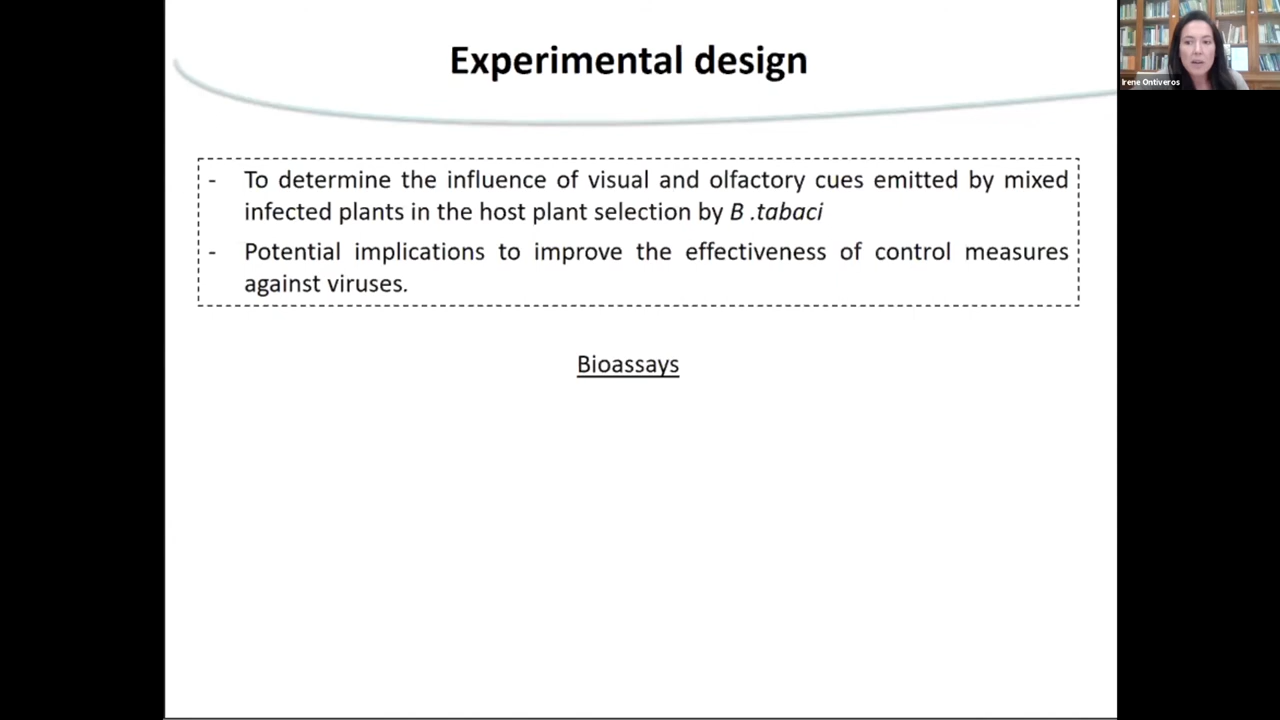 Experimental design
Irene Ontiveros
- To determine the influence of visual and olfactory cues emitted by mixed
infected plants in the host plant selection by B .tabaci
- Potential implications to improve the effectiveness of control measures
against viruses.
Bioassays